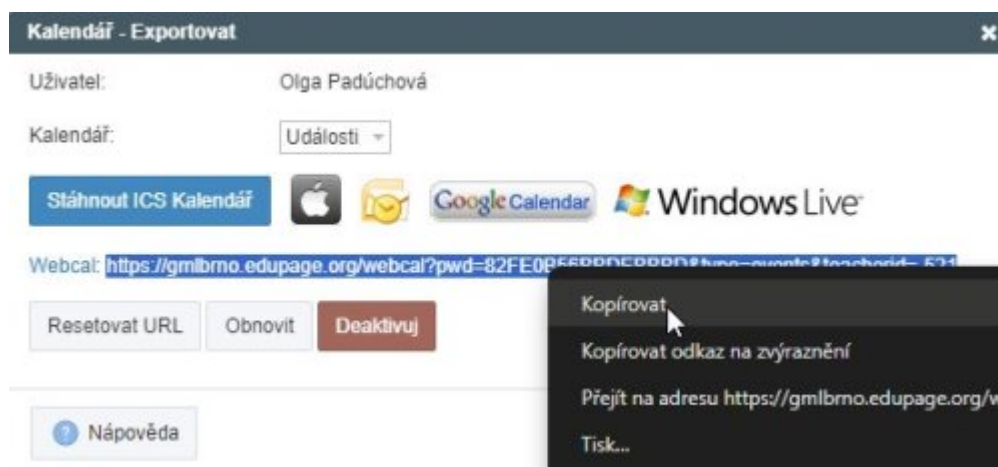 Kalendář - Exportovat
Uživatel: Olga Padúchová
Kalendář: Události
Stáhnout ICS Kalendář Google Calendar Windows Live
Webcal: https://gmlbrno.edupage.org/webcal?
Kopírovat
Resetovat URL Obnovit Deaktivuj
Kopírovat odkaz na zvýraznění
Přejít na adresu https://gmlbrno.edupage.org/w
Nápověda
Tisk...